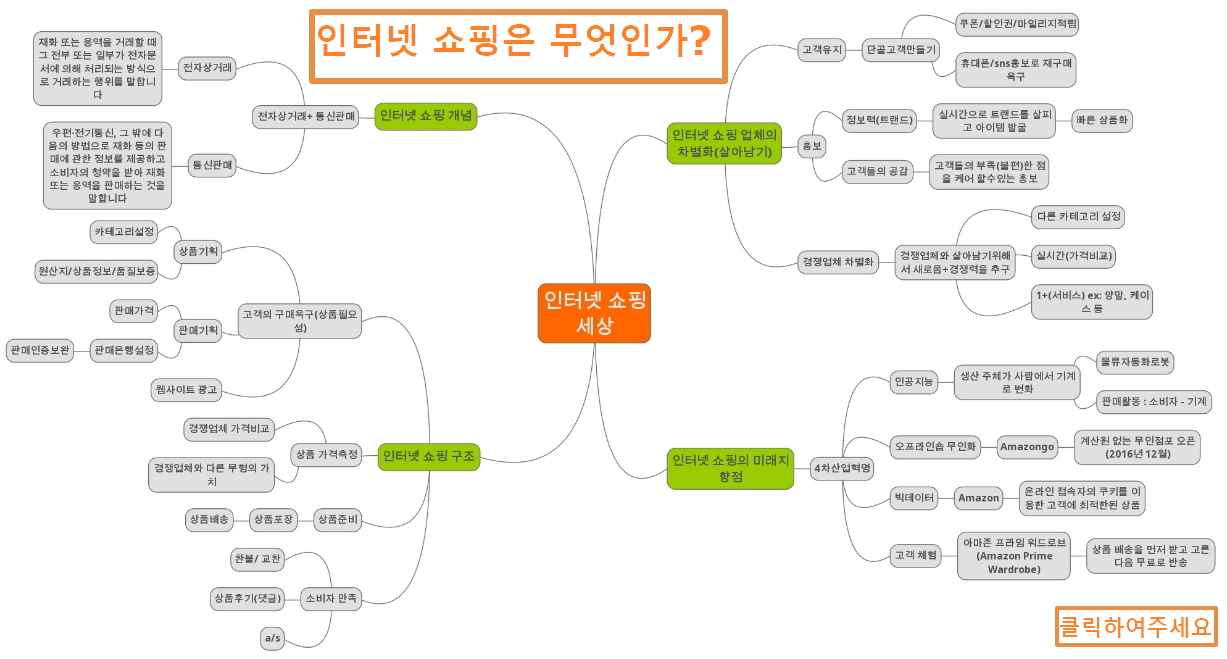 인터넷 쇼핑은 무엇인가?
인터넷 쇼핑
세상
인터넷 쇼핑 개념
전자상거래+ 통신판매
전자상거래
재화 또는 용역을 거래할 때
그 전부 또는 일부가 전자문
서에 의해 처리되는 방식으
로 거래하는 행위를 말합니
다
통신판매
우편·전기통신, 그 밖에 다
음의 방법으로 재화 등의 판
매에 관한 정보를 제공하고
소비자의 청약을 받아 재화
또는 용역을 판매하는 것을
말합니다
인터넷 쇼핑 구조
고객의 구매욕구(상품필요
성)
상품기획
카테고리설정
원산지/상품정보/품질보증
판매기획
판매가격
판매은행설정
판매인증보완
웹사이트 광고
상품 가격측정
경쟁업체 가격비교
경쟁업체와 다른 무형의 가
치
상품준비
상품포장
상품배송
소비자 만족
환불/ 교환
상품후기(댓글)
a/s
인터넷 쇼핑 업체의
차별화(살아남기)
고객유지
단골고객만들기
쿠폰/할인권/마일리지적립
휴대폰/sns홍보로 재구매
욕구
홍보
정보력(트랜드)
실시간으로 트랜드를 살피
고 아이템 발굴
빠른 상품화
고객들의 공감
고객들의 부족(불편)한 점
을 케어 할수있는 홍보
경쟁업체 차별화
경쟁업체와 살아남기위해
서 새로움+경쟁력을 추구
다른 카테고리 설정
실시간(가격비교)
1+(서비스) ex: 양말, 케이
스 등
인터넷 쇼핑의 미래지
향점
4차산업혁명
인공지능
생산 주체가 사람에서 기계
로 변화
물류자동화로봇
판매활동 : 소비자 - 기계
오프라인숍 무인화
Amazongo
계산원 없는 무인점포 오픈
(2016년 12월)
빅데이터
Amazon
온라인 접속자의 쿠키를 이
용한 고객에 최적한된 상품
고객 체험
아마존 프라임 워드로브
(Amazon Prime
Wardrobe)
상품 배송을 먼저 받고 고른
다음 무료로 반송
클릭하여주세요